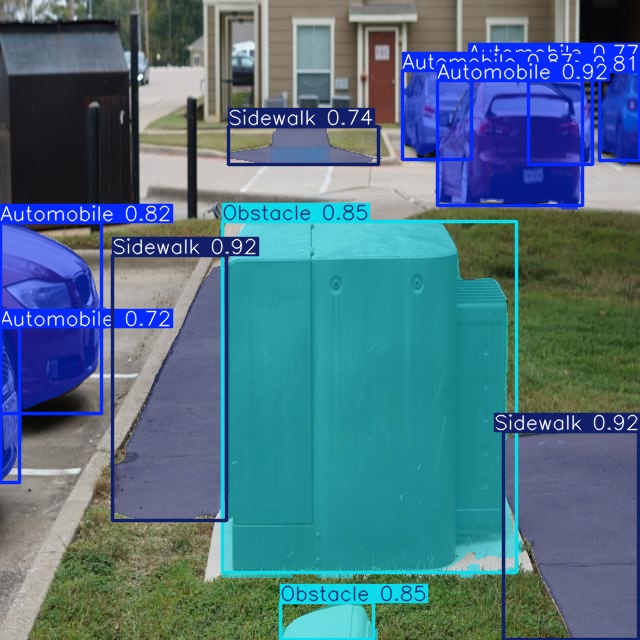 Automobile 0.77
Automobile 0.87
0.81
Automobile 0.92
Sidewalk 0.74
Automobile 0.82
Obstacle 0.85
Sidewalk 0.92
Automobile 0.72
Sidewalk 0.92
Obstacle 0.85